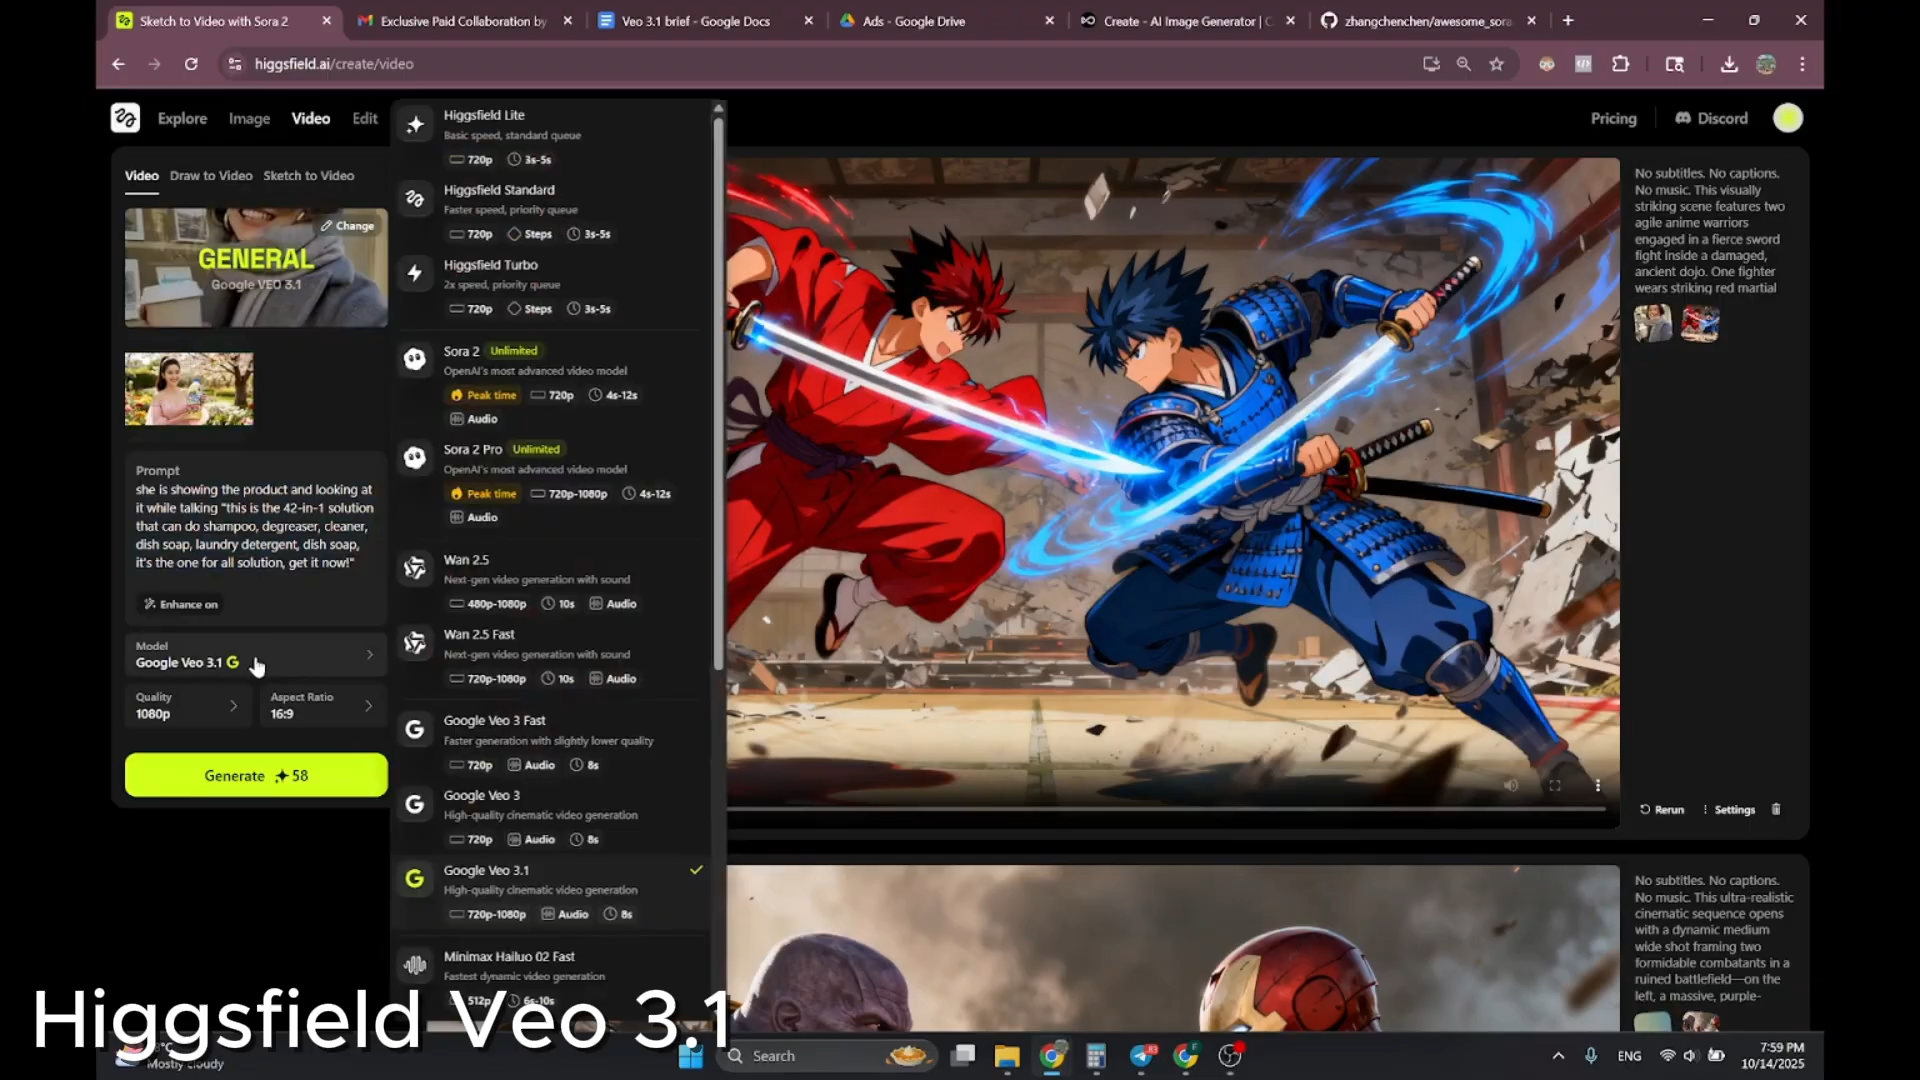 Sketch to Video with Sora 2
Exclusive Paid Collaboration by
Veo 3.1 brief - Google Docs
Ads - Google Drive
Create - AI Image Generator | C
zhangchenchen/awesome_sora
higgsfield.ai/create/video
Explore
Image
Video
Edit
Pricing
Discord
Video
Draw to Video
Sketch to Video
Change
GENERAL
Google VEO 3.1
Prompt
she is showing the product and looking at
it while talking "this is the 42-in-1 solution
that can do shampoo, degreaser, cleaner,
dish soap, laundry detergent, dish soap,
it's the one for all solution, get it now!"
Enhance on
Model
Google Veo 3.1 G
Quality
1080p
Aspect Ratio
16:9
Generate 58
Higgsfield Lite
Basic speed, standard queue
720p 3s-5s
Higgsfield Standard
Faster speed, priority queue
720p Steps 3s-5s
Higgsfield Turbo
2x speed, priority queue
720p Steps 3s-5s
Sora 2 Unlimited
OpenAI's most advanced video model
Peak time 720p 4s-12s
Audio
Sora 2 Pro Unlimited
OpenAI's most advanced video model
Peak time 720p-1080p 4s-12s
Audio
Wan 2.5
Next-gen video generation with sound
480p-1080p 10s Audio
Wan 2.5 Fast
Next-gen video generation with sound
720p-1080p 10s Audio
Google Veo 3 Fast
Faster generation with slightly lower quality
720p Audio 8s
Google Veo 3
High-quality cinematic video generation
720p Audio 8s
Google Veo 3.1
High-quality cinematic video generation
720p-1080p Audio 8s
Minimax Hailuo 02 Fast
Fastest dynamic video generation
512p 6s-10s
No subtitles. No captions.
No music. This visually
striking scene features two
agile anime warriors
engaged in a fierce sword
fight inside a damaged,
ancient dojo. One fighter
wears striking red martial
Rerun
Settings
No subtitles. No captions.
No music. This ultra-realistic
cinematic sequence opens
with a dynamic medium
wide shot framing two
formidable combatants in a
ruined battlefield—on the
left, a massive, purple-
Higgsfield Veo 3.1
Mostly cloudy
Search
ENG
7:59 PM
10/14/2025